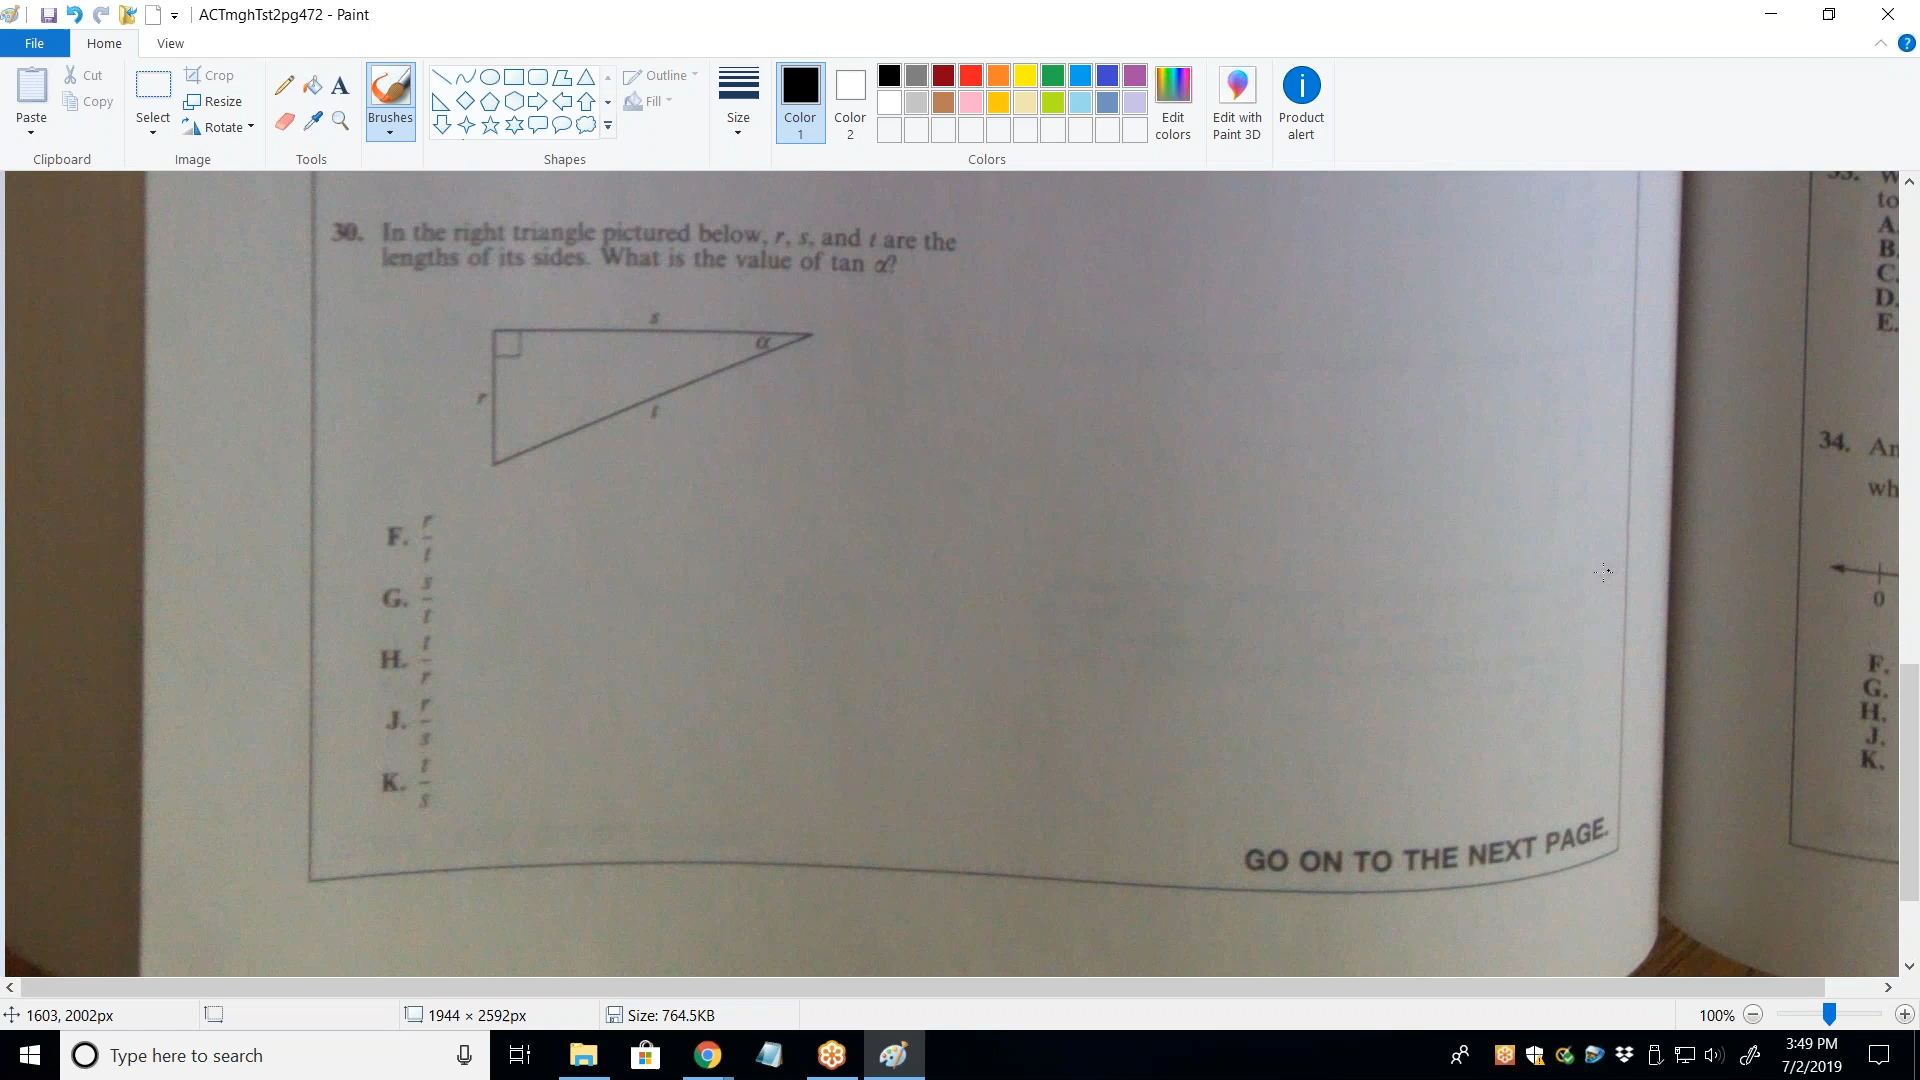 ACTmghTst2pg472 - Paint
File Home View
Paste
Cut
Copy
Clipboard
Select
Crop
Resize
Rotate
Image
A
Tools
Brushes
Shapes
Outline
Fill
Size
Color 1
Color 2
Colors
Edit colors
Edit with Paint 3D
Product alert
30. In the right triangle pictured below, r, s, and t are the
lengths of its sides. What is the value of tan α?
s
α
r
t
F. r/t
G. s/t
H. t/r
J. r/s
K. t/s
GO ON TO THE NEXT PAGE.
to
A.
B.
C.
D.
E.
34. An
wh
0
F.
G.
H.
J.
K.
1603, 2002px
1944 × 2592px
Size: 764.5KB
100%
Type here to search
3:49 PM
7/2/2019